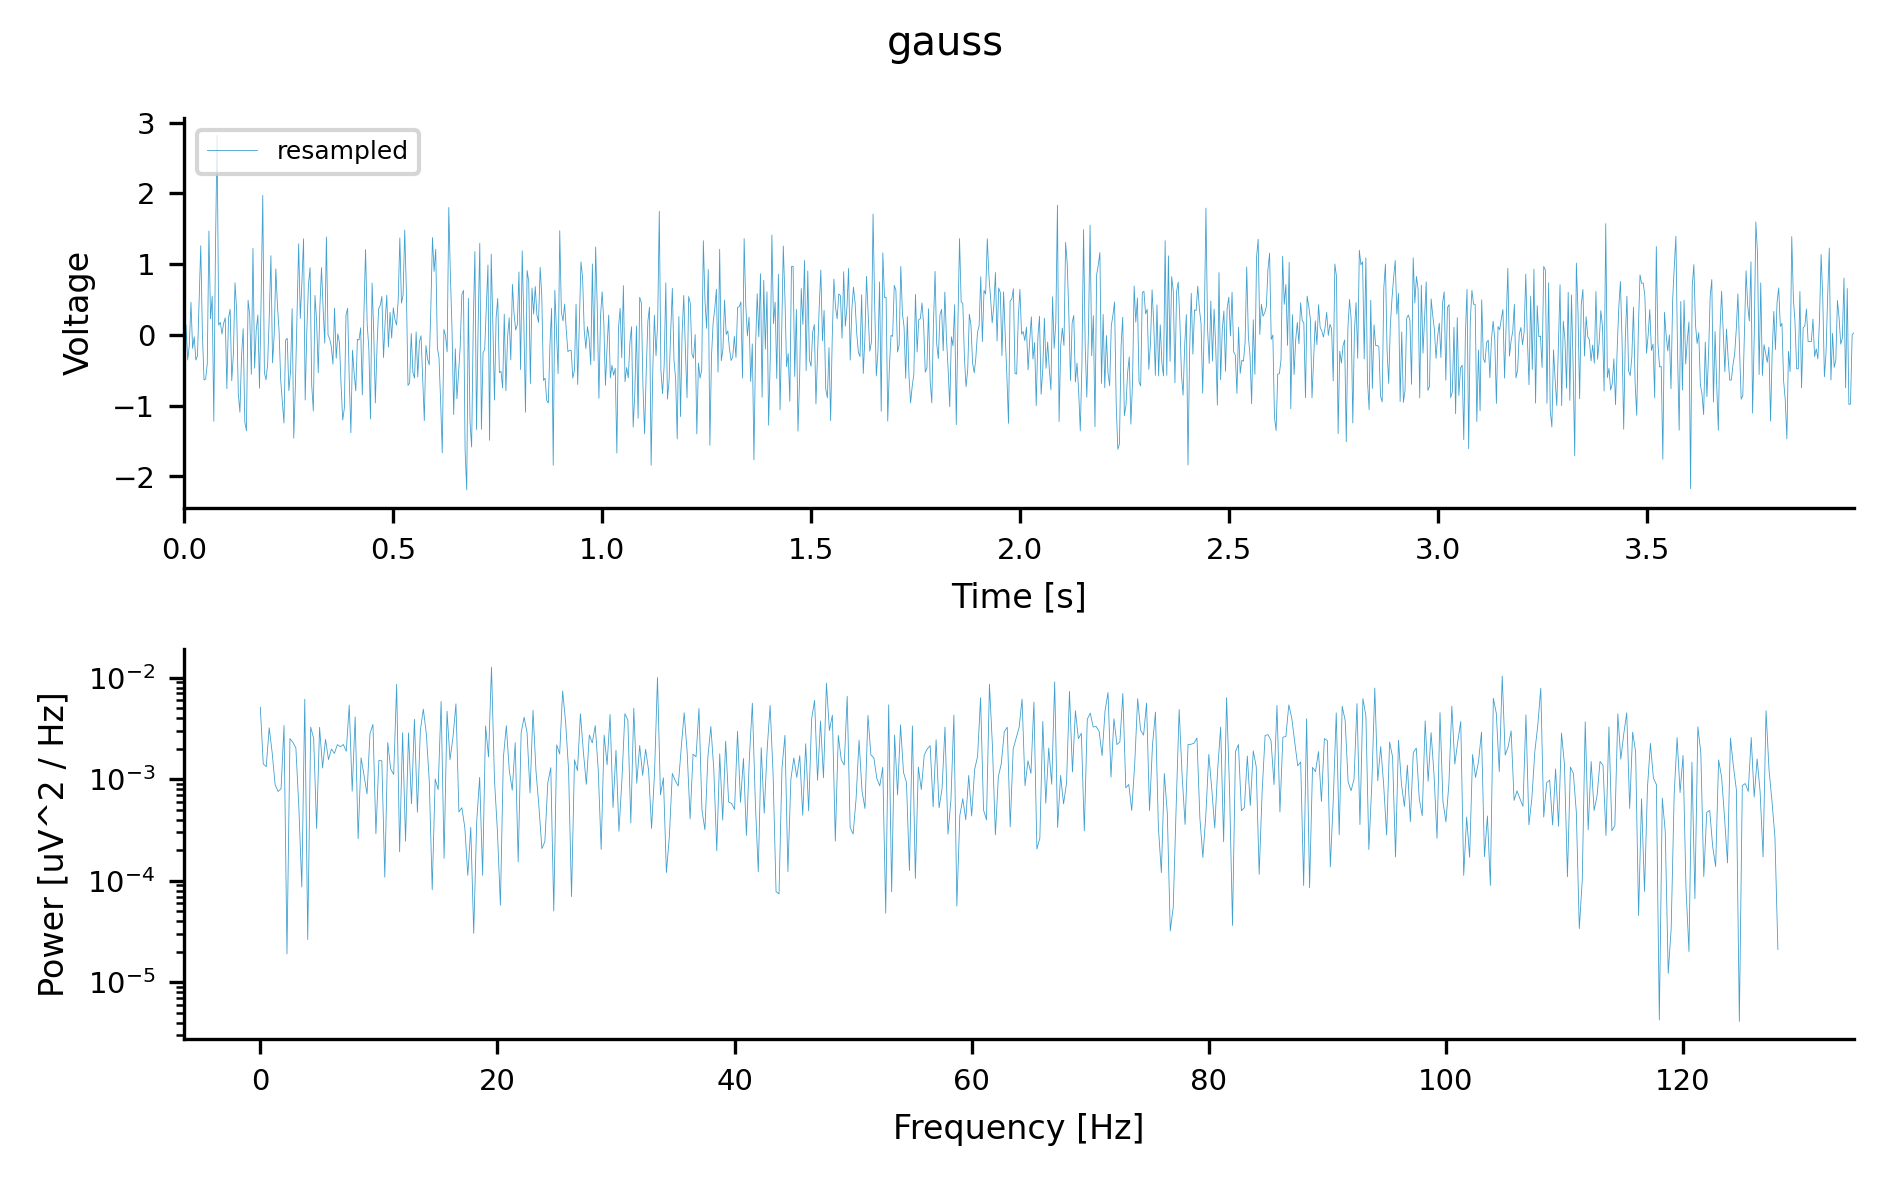 gauss
3
2
1
0
−1
−2
Voltage
resampled
0.0 0.5 1.0 1.5 2.0 2.5 3.0 3.5
Time [s]
10⁻²
10⁻³
10⁻⁴
10⁻⁵
Power [uV^2 / Hz]
0 20 40 60 80 100 120
Frequency [Hz]